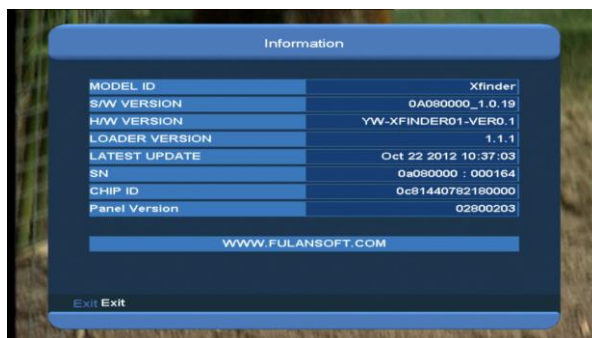 Information
MODEL ID Xfinder
S/W VERSION 0A080000_1.0.19
H/W VERSION YW-XFINDER01-VER0.1
LOADER VERSION 1.1.1
LATEST UPDATE Oct 22 2012 10:37:03
SN 0a080000 : 000164
CHIP ID 0c81440782180000
Panel Version 02800203
WWW.FULANSOFT.COM
Exit Exit